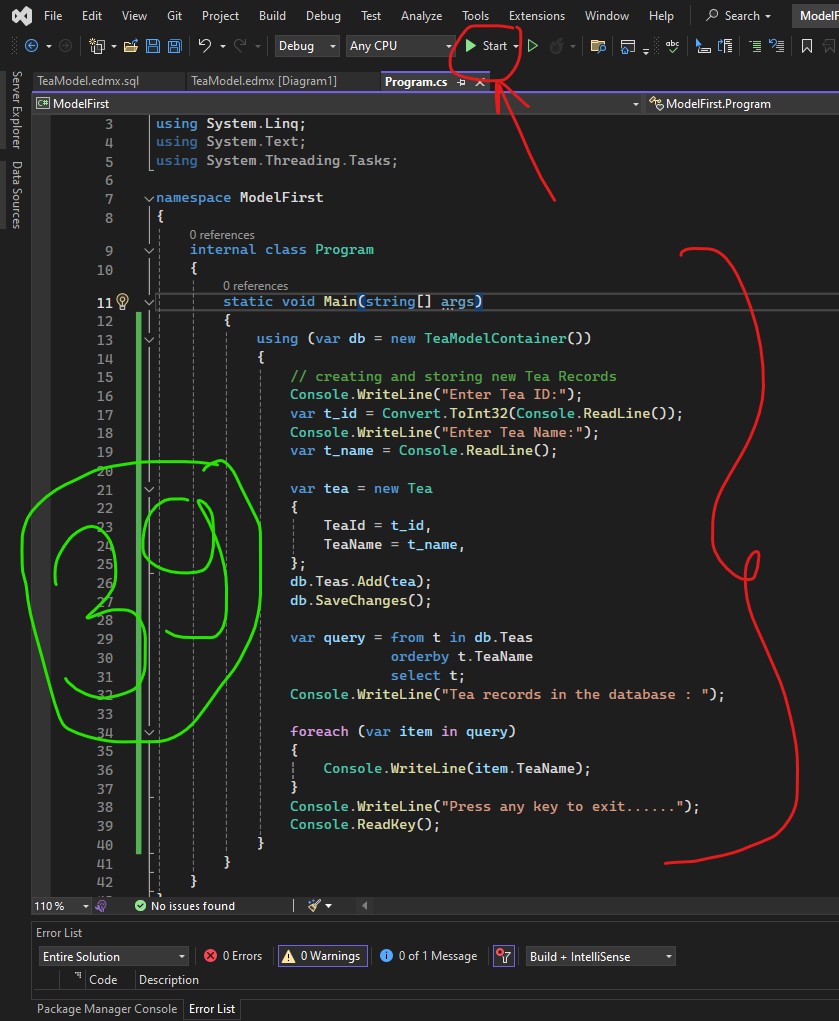 File Edit View Git Project Build Debug Test Analyze Tools Extensions Window Help Search ModelF
Debug Any CPU Start
TeaModel.edmx.sql TeaModel.edmx [Diagram1] Program.cs
C# ModelFirst ModelFirst.Program
Server Explorer
Data Sources
3 using System.Linq;
4 using System.Text;
5 using System.Threading.Tasks;
6
7 namespace ModelFirst
8 {
0 references
9 internal class Program
10 {
0 references
11 static void Main(string[] args)
12 {
13 using (var db = new TeaModelContainer())
14 {
15 // creating and storing new Tea Records
16 Console.WriteLine("Enter Tea ID:");
17 var t_id = Convert.ToInt32(Console.ReadLine());
18 Console.WriteLine("Enter Tea Name:");
19 var t_name = Console.ReadLine();
20
21 var tea = new Tea
22 {
23 TeaId = t_id,
24 TeaName = t_name,
25 };
26 db.Teas.Add(tea);
27 db.SaveChanges();
28
29 var query = from t in db.Teas
30 orderby t.TeaName
31 select t;
32 Console.WriteLine("Tea records in the database : ");
33
34 foreach (var item in query)
35 {
36 Console.WriteLine(item.TeaName);
37 }
38 Console.WriteLine("Press any key to exit......");
39 Console.ReadKey();
40 }
41 }
42 }
29
110 % No issues found
Error List
Entire Solution 0 Errors 0 Warnings 0 of 1 Message Build + IntelliSense
Code Description
Package Manager Console Error List